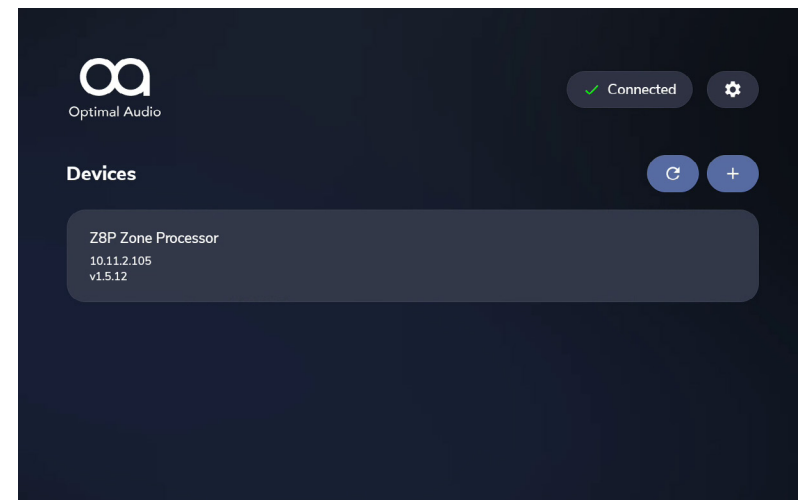 Optimal Audio
Connected
Devices
Z8P Zone Processor
10.11.2.105
v1.5.12